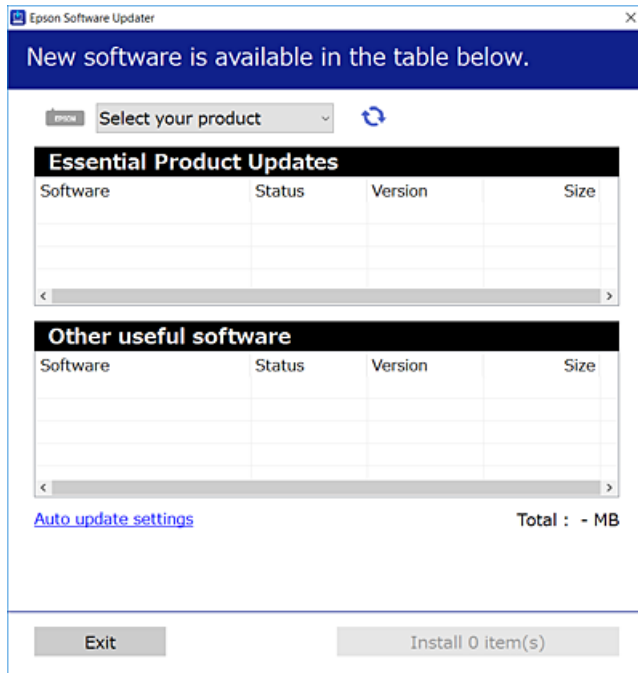 Epson Software Updater
New software is available in the table below.
EPSON Select your product
Essential Product Updates
Software Status Version Size
Other useful software
Software Status Version Size
Auto update settings Total : - MB
Exit Install 0 item(s)